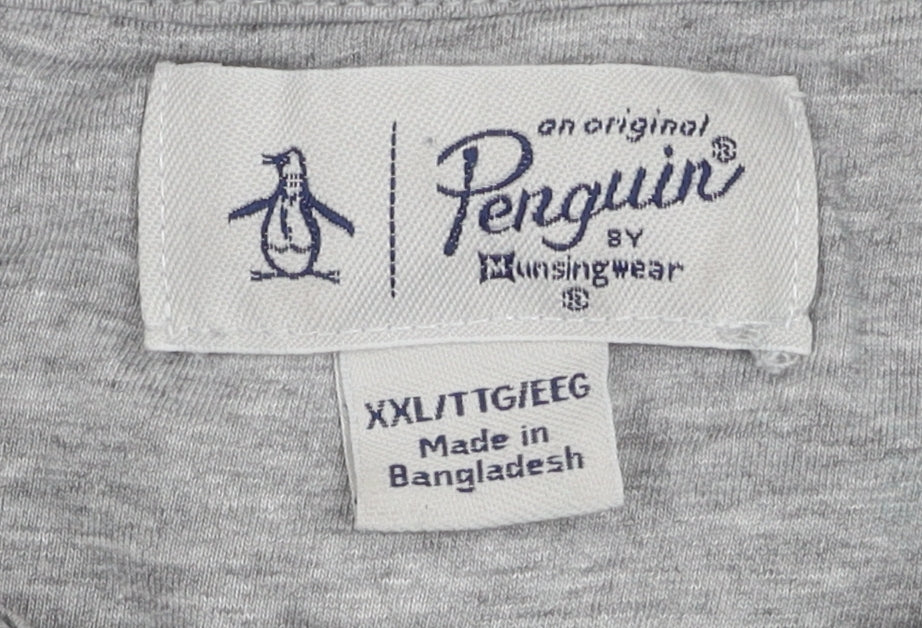 an original
Penguin®
BY
Munsingwear
®
XXL/TTG/EEG
Made in
Bangladesh